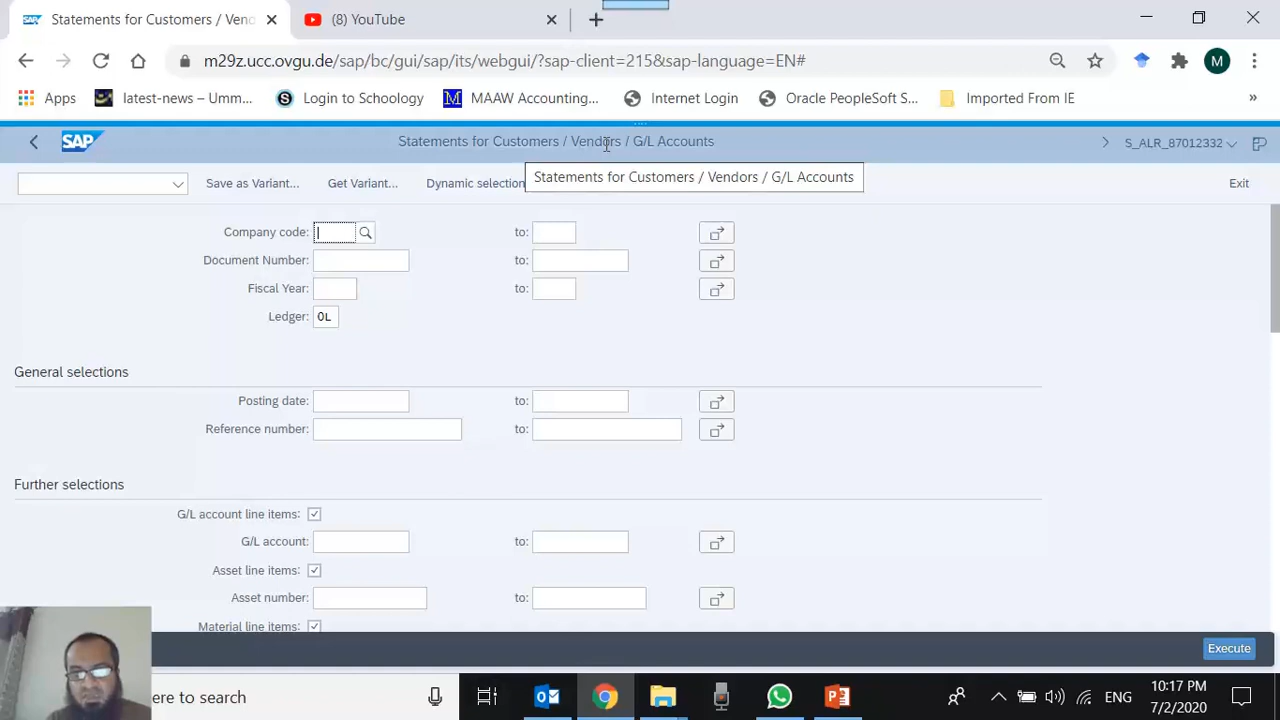 Statements for Customers / Venc
(8) YouTube
m29z.ucc.ovgu.de/sap/bc/gui/sap/its/webgui/?sap-client=215&sap-language=EN#
M
Apps
latest-news – Umm...
Login to Schoology
MAAW Accounting...
Internet Login
Oracle PeopleSoft S...
Imported From IE
SAP
Statements for Customers / Vendors / G/L Accounts
S_ALR_87012332
Save as Variant...
Get Variant...
Dynamic selection
Statements for Customers / Vendors / G/L Accounts
Exit
Company code:
to:
Document Number:
to:
Fiscal Year:
to:
Ledger: 0L
General selections
Posting date:
to:
Reference number:
to:
Further selections
G/L account line items:
G/L account:
to:
Asset line items:
Asset number:
to:
Material line items:
Execute
ere to search
ENG
10:17 PM
7/2/2020